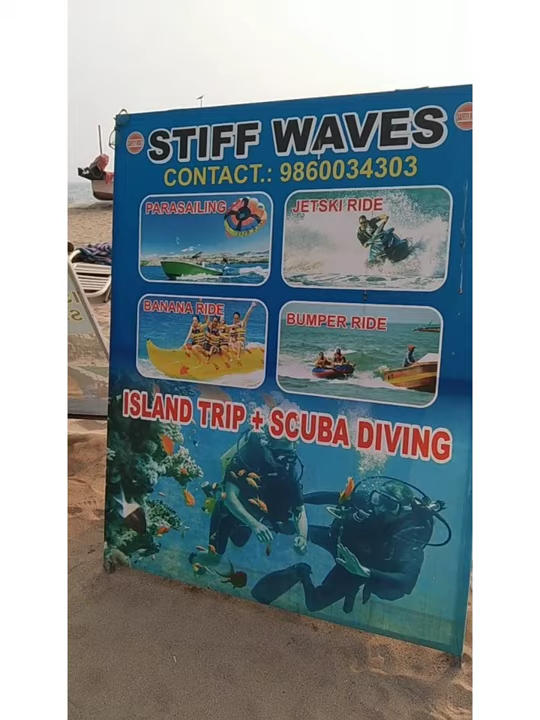 STIFF WAVES
CONTACT.: 9860034303
PARASAILING
JETSKI RIDE
BANANA RIDE
BUMPER RIDE
ISLAND TRIP + SCUBA DIVING